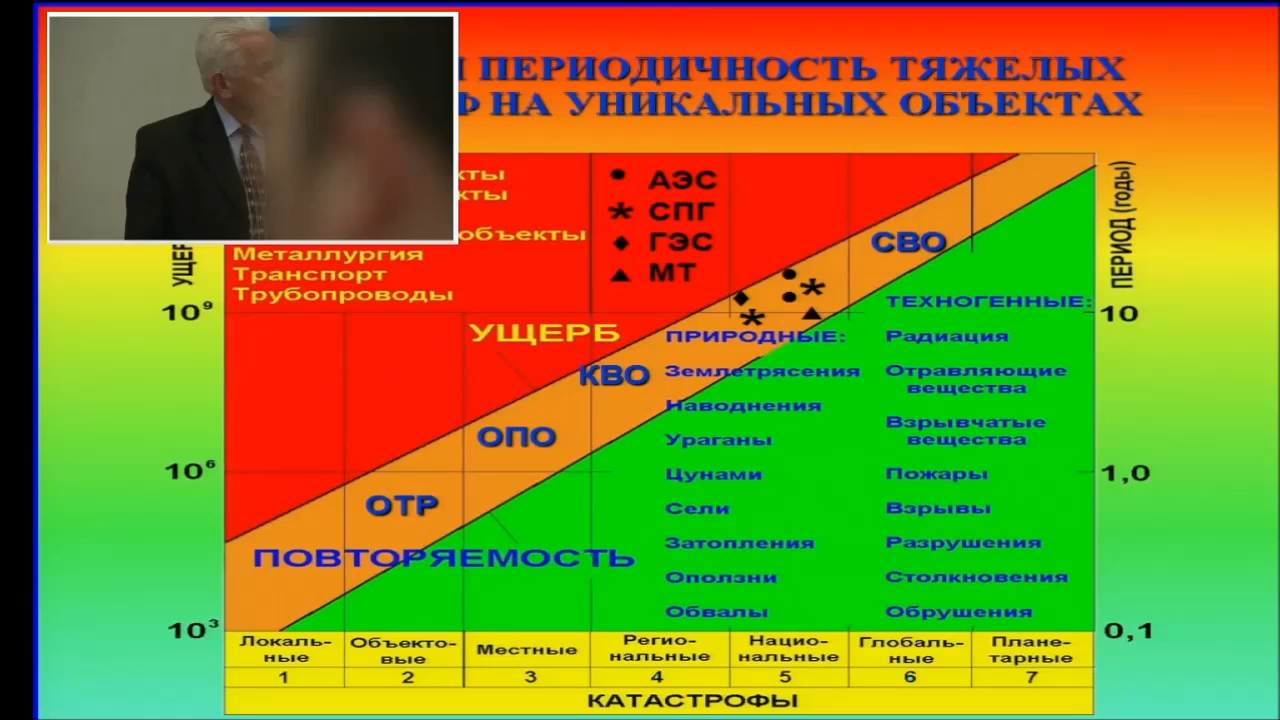 ПЕРИОДИЧНОСТЬ ТЯЖЕЛЫХ
НА УНИКАЛЬНЫХ ОБЪЕКТАХ
АЭС
СПГ
ГЭС
МТ
объекты
Металлургия
Транспорт
Трубопроводы
ПЕРИОД (годы)
10⁹
10⁶
10³
10
1,0
0,1
УЩЕРБ
СВО
КВО
ОПО
ОТР
ПОВТОРЯЕМОСТЬ
ПРИРОДНЫЕ:
Землетрясения
Наводнения
Ураганы
Цунами
Сели
Затопления
Оползни
Обвалы
ТЕХНОГЕННЫЕ:
Радиация
Отравляющие
вещества
Взрывчатые
вещества
Пожары
Взрывы
Разрушения
Столкновения
Обрушения
Локаль-
ные
Объекто-
вые
Местные
Регио-
нальные
Нацио-
нальные
Глобаль-
ные
Плане-
тарные
1 2 3 4 5 6 7
КАТАСТРОФЫ